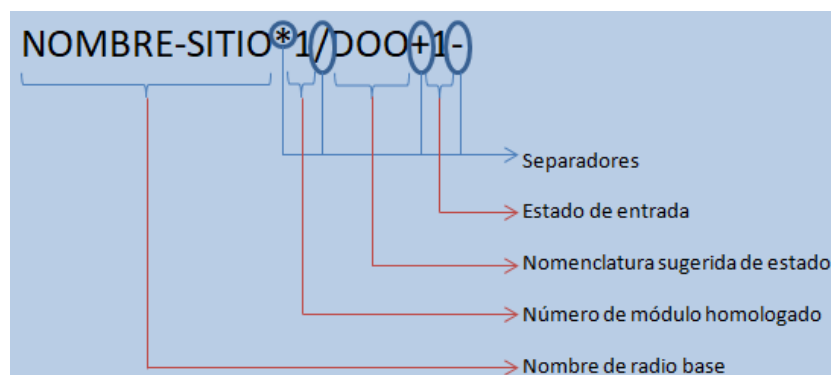 NOMBRE-SITIO*1/DOO+1-
Separadores
Estado de entrada
Nomenclatura sugerida de estado
Número de módulo homologado
Nombre de radio base